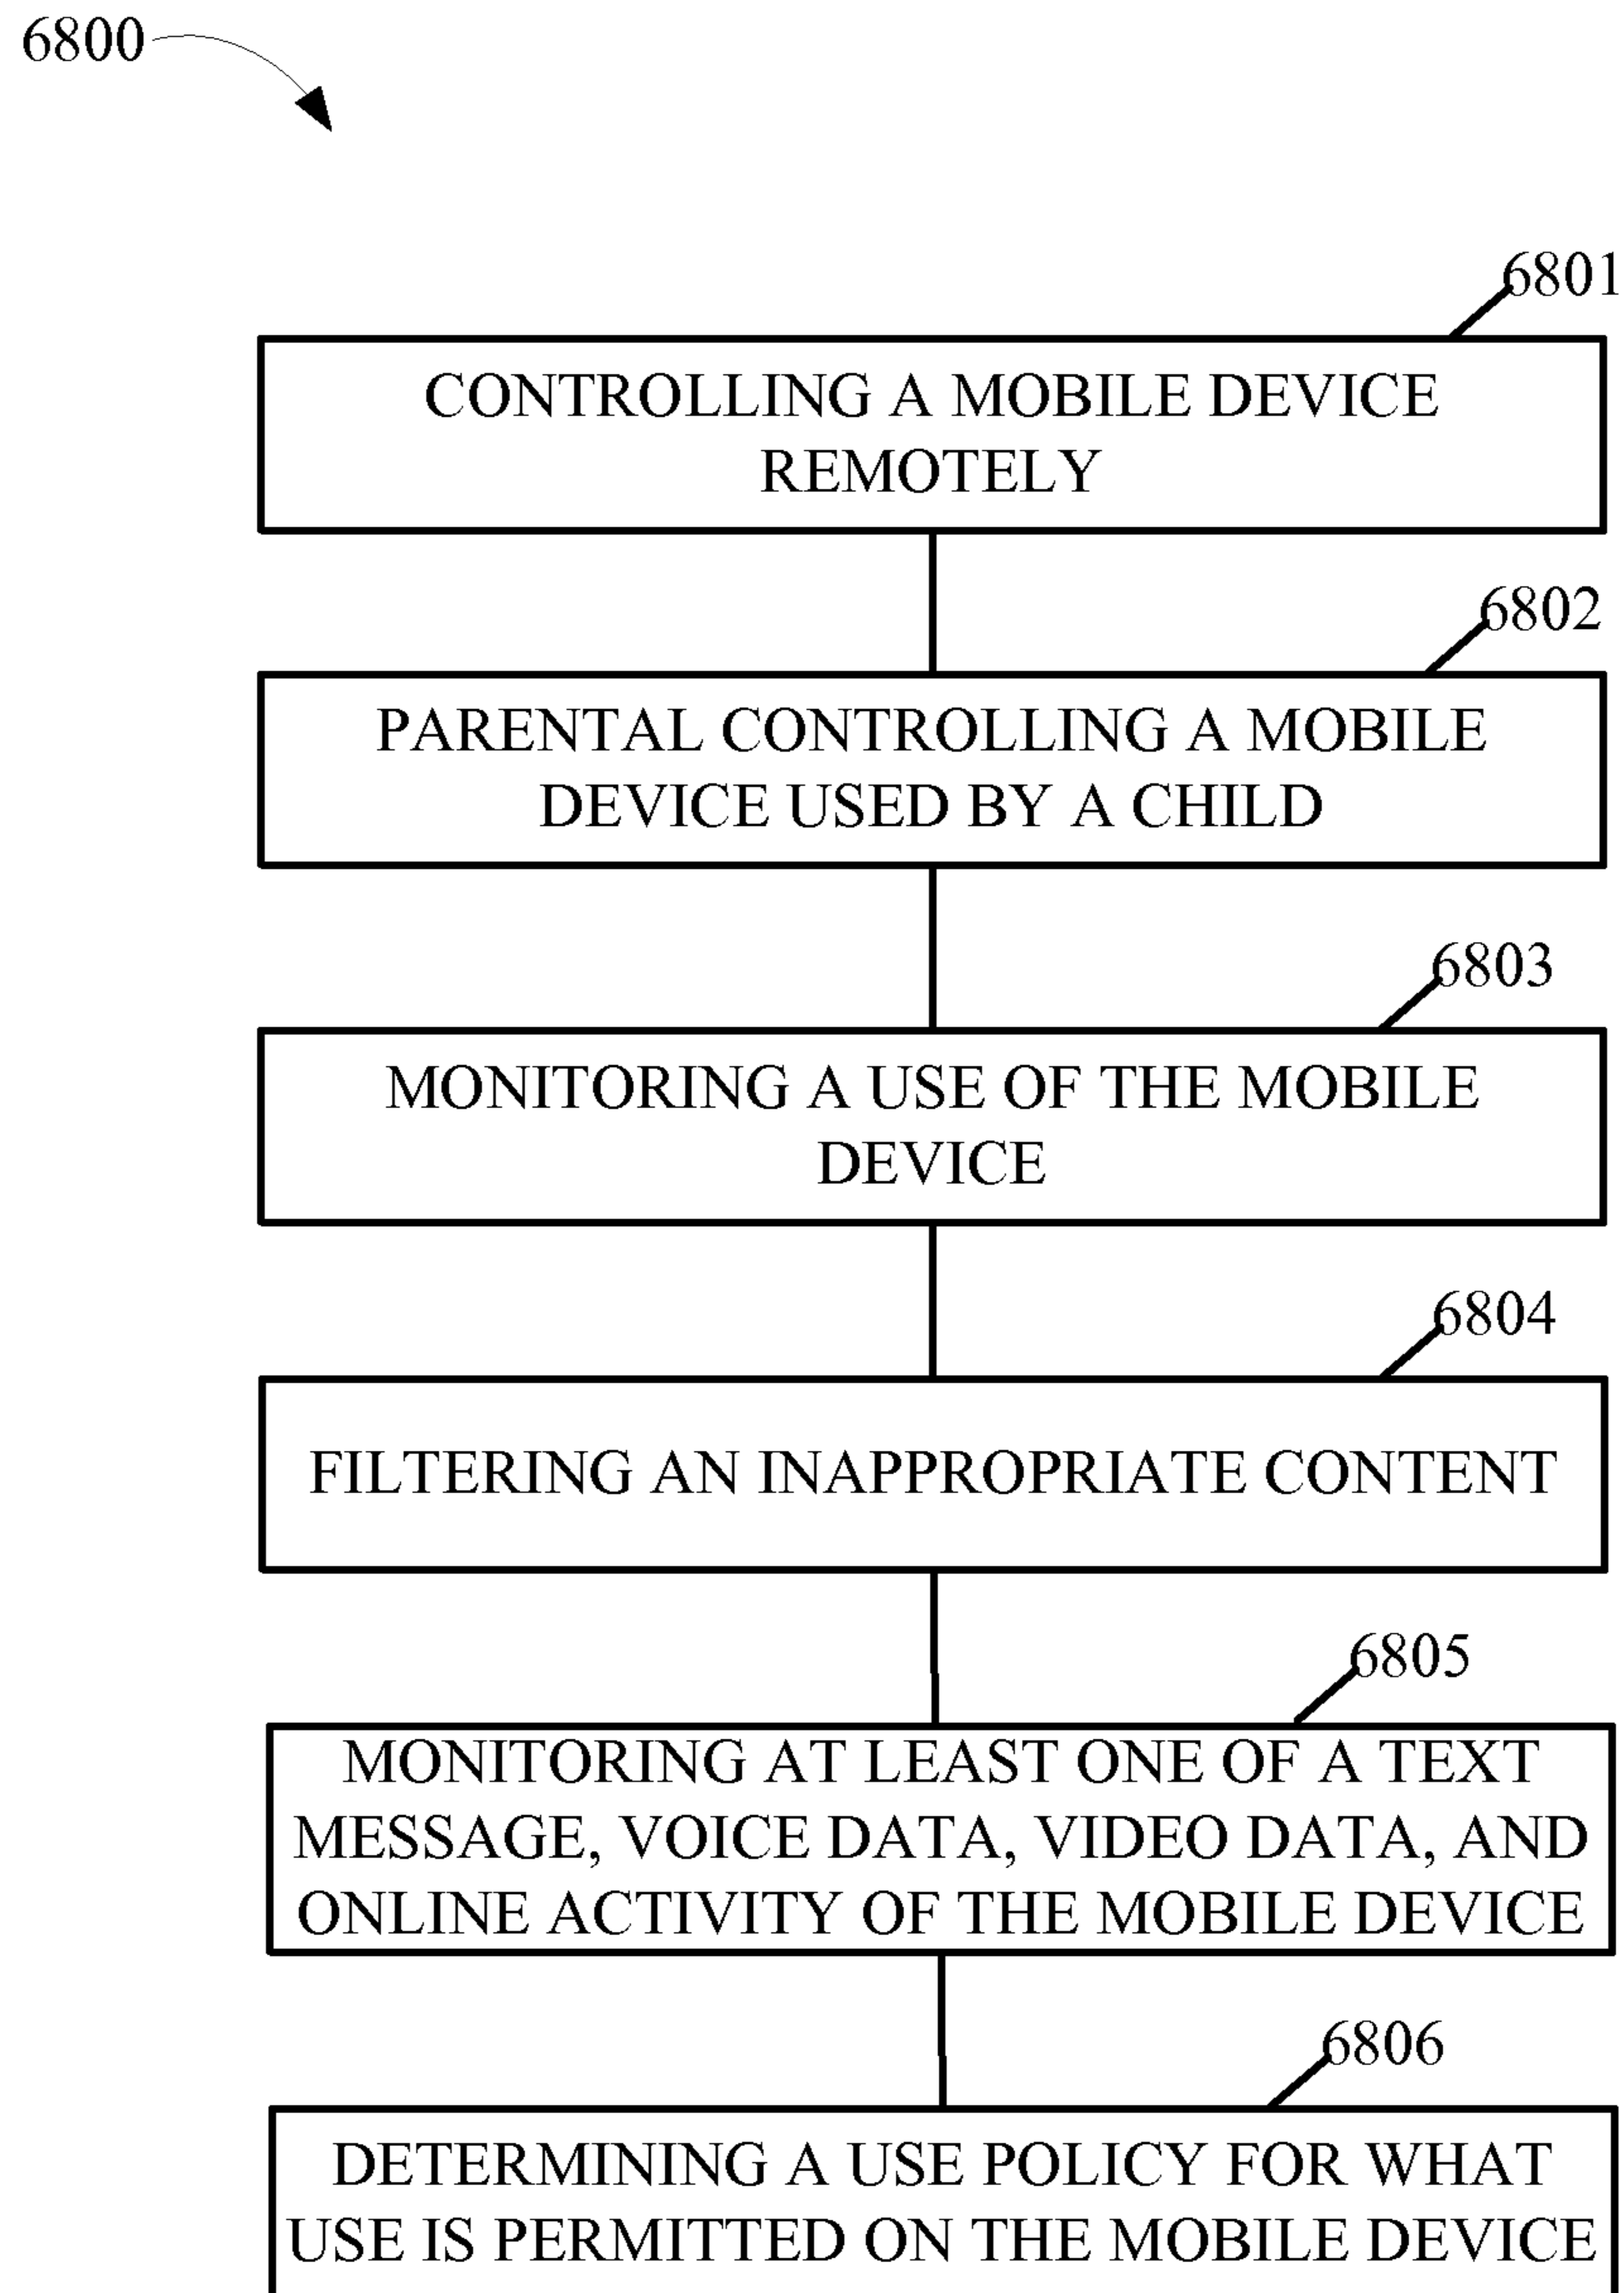 6800
6801
CONTROLLING A MOBILE DEVICE
REMOTELY
6802
PARENTAL CONTROLLING A MOBILE
DEVICE USED BY A CHILD
6803
MONITORING A USE OF THE MOBILE
DEVICE
6804
FILTERING AN INAPPROPRIATE CONTENT
6805
MONITORING AT LEAST ONE OF A TEXT
MESSAGE, VOICE DATA, VIDEO DATA, AND
ONLINE ACTIVITY OF THE MOBILE DEVICE
6806
DETERMINING A USE POLICY FOR WHAT
USE IS PERMITTED ON THE MOBILE DEVICE